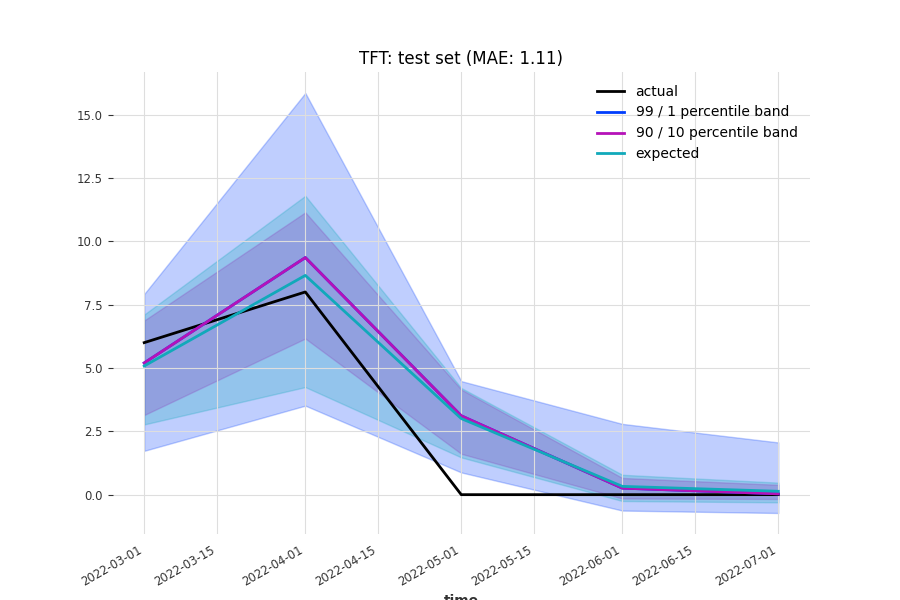 TFT: test set (MAE: 1.11)
actual
99 / 1 percentile band
90 / 10 percentile band
expected
15.0
12.5
10.0
7.5
5.0
2.5
0.0
2022-03-01
2022-03-15
2022-04-01
2022-04-15
2022-05-01
2022-05-15
2022-06-01
2022-06-15
2022-07-01
time